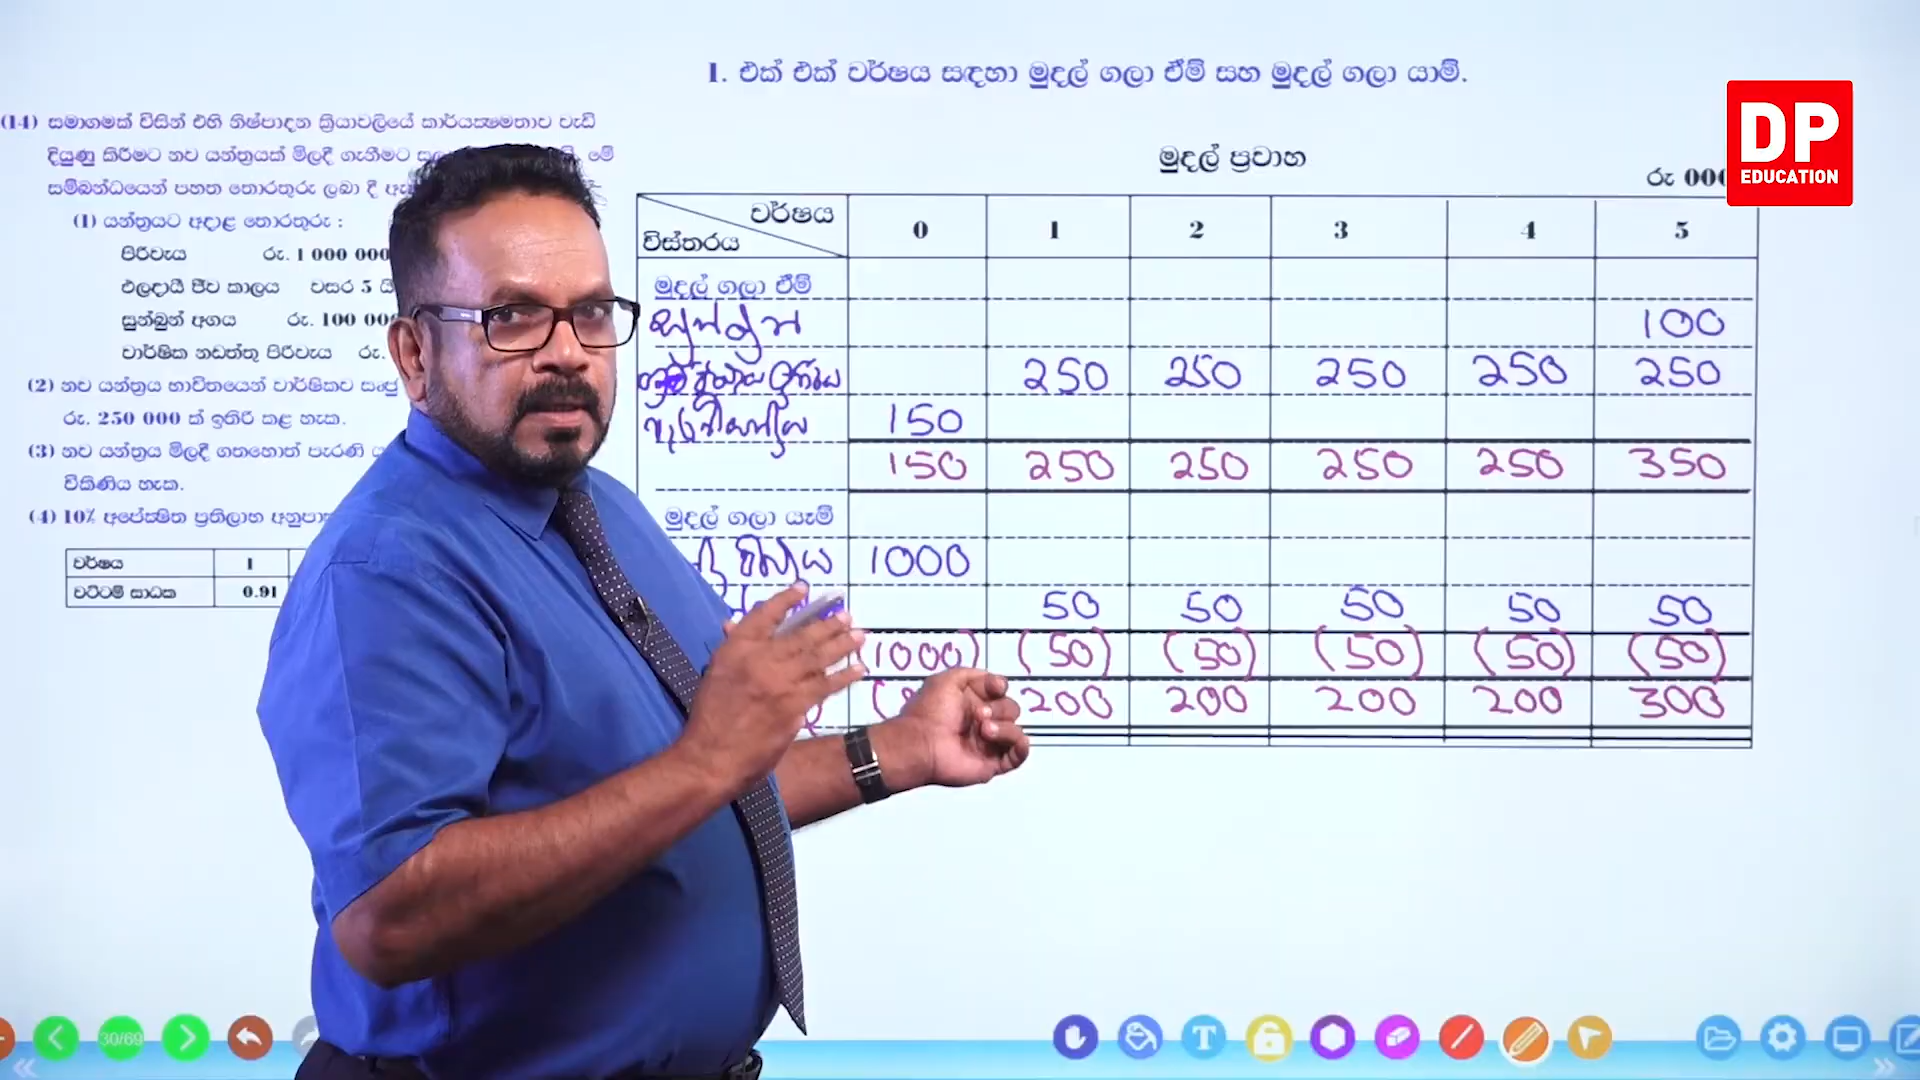 1. එක් එක් වර්ෂය සඳහා මුදල් ගලා ඒම් සහ මුදල් ගලා යාම්.
DP
EDUCATION
(14) සමාගමක් විසින් එහි නිෂ්පාදන ක්‍රියාවලියේ කාර්යක්ෂමතාව වැඩි
දියුණු කිරීමට නව යන්ත්‍රයක් මිලදී ගැනීමට
සම්බන්ධයෙන් පහත තොරතුරු ලබා දී
(1) යන්ත්‍රයට අදාළ තොරතුරු :
පිරිවැය රු. 1 000 000
ඵලදායී ජීව කාලය වසර 5 යි
සුන්බුන් අගය රු. 100 000
වාර්ෂික නඩත්තු පිරිවැය රු.
(2) නව යන්ත්‍රය භාවිතයෙන් වාර්ෂිකව
රු. 250 000 ක් ඉතිරි කළ හැක.
(3) නව යන්ත්‍රය මිලදී ගතහොත් පැරණි
විකිණිය හැක.
(4) 10% අපේක්ෂිත ප්‍රතිලාභ
වර්ෂය 1
වට්ටම් සාධක 0.91
මුදල් ප්‍රවාහ
රු 000
වර්ෂය
විස්තරය 0 1 2 3 4 5
මුදල් ගලා ඒම්
සුන්බුන් 100
250 250 250 250 250
150
150 250 250 250 250 350
මුදල් ගලා යෑම්
1000
50 50 50 50 50
(1000) (50) (50) (50) (50) (50)
200 200 200 200 300
30/69